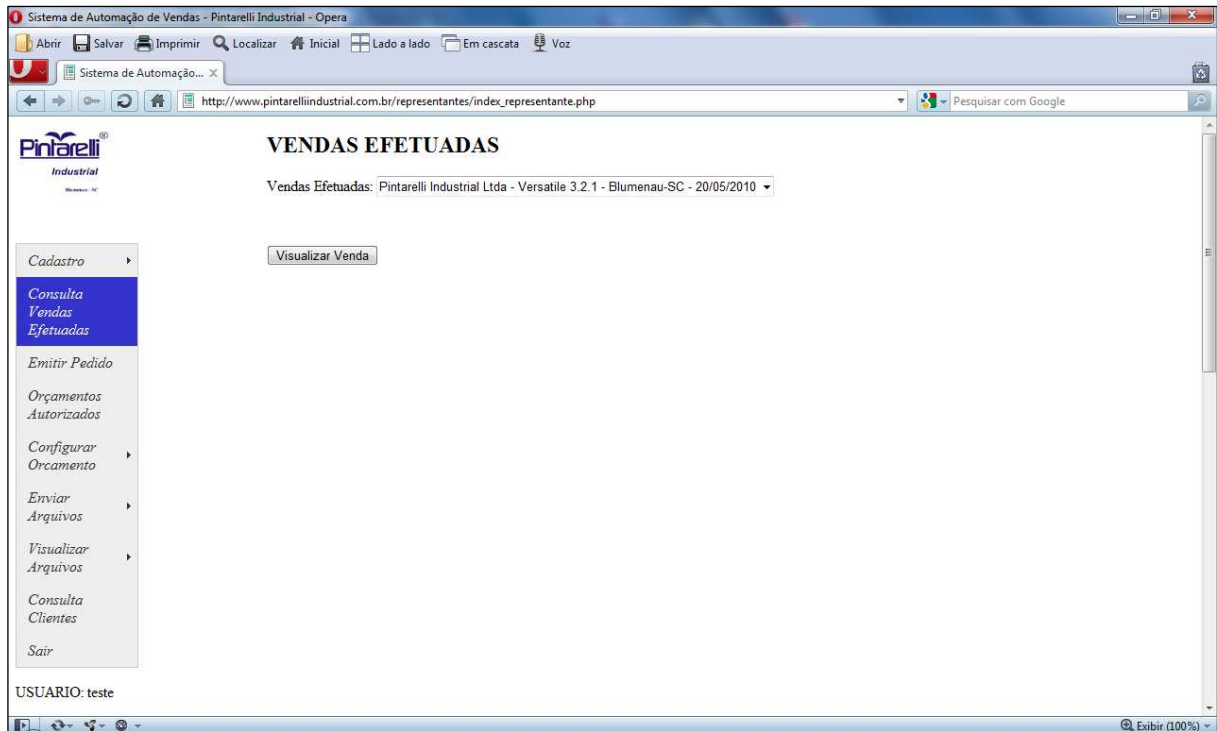 Sistema de Automação de Vendas - Pintarelli Industrial - Opera
Abrir Salvar Imprimir Localizar Inicial Lado a lado Em cascata Voz
Sistema de Automação...
http://www.pintarelliindustrial.com.br/representantes/index_representante.php Pesquisar com Google
Pintarelli®
Industrial
Blumenau - SC
VENDAS EFETUADAS
Vendas Efetuadas: Pintarelli Industrial Ltda - Versatile 3.2.1 - Blumenau-SC - 20/05/2010
Visualizar Venda
Cadastro
Consulta
Vendas
Efetuadas
Emitir Pedido
Orçamentos
Autorizados
Configurar
Orcamento
Enviar
Arquivos
Visualizar
Arquivos
Consulta
Clientes
Sair
USUARIO: teste
Exibir (100%)